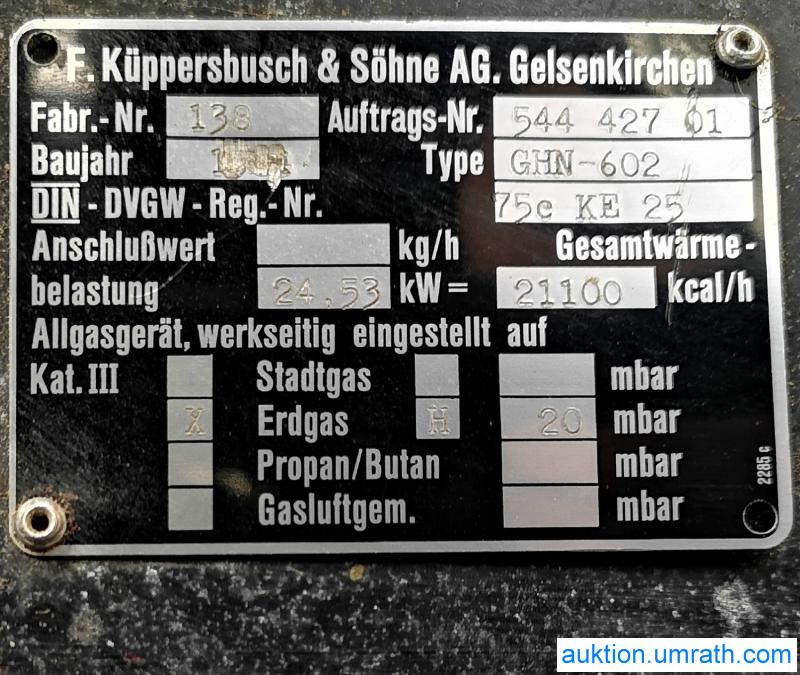 F. Küppersbusch & Söhne AG. Gelsenkirchen
Fabr.-Nr. 138 Auftrags-Nr. 544 427 01
Baujahr Type GHN-602
DIN - DVGW - Reg.-Nr. 75e KE 25
Anschlußwert kg/h Gesamtwärme-
belastung 24,53 kW = 21100 kcal/h
Allgasgerät, werkseitig eingestellt auf
Kat. III Stadtgas mbar
X Erdgas H 20 mbar
Propan/Butan mbar
Gasluftgem. mbar
2285 c
auktion.umrath.com